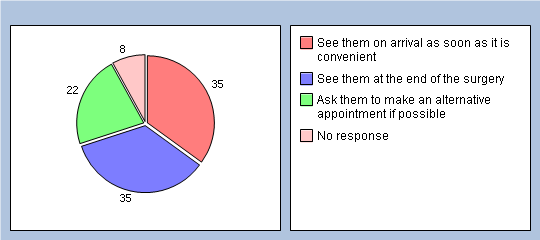 8
35
22
35
See them on arrival as soon as it is
convenient
See them at the end of the surgery
Ask them to make an alternative
appointment if possible
No response